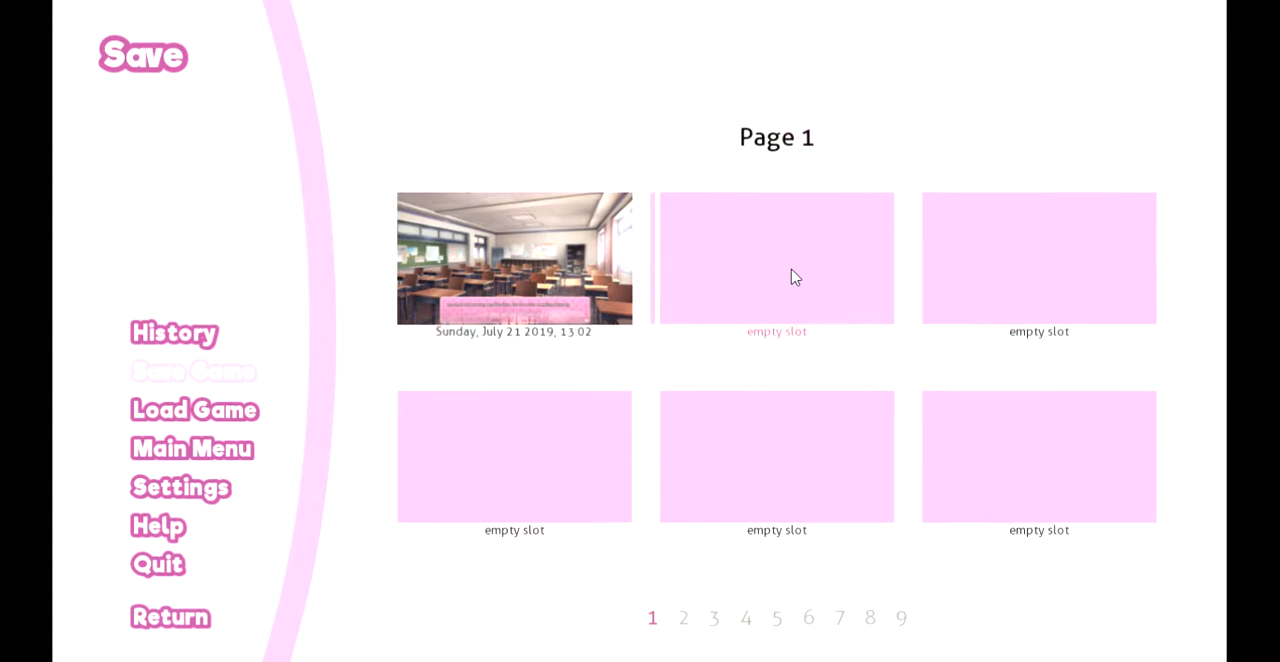 Save
Page 1
Sunday, July 21 2019, 13 02
empty slot
empty slot
History
Save Game
Load Game
Main Menu
Settings
Help
Quit
Return
empty slot
empty slot
empty slot
1 2 3 4 5 6 7 8 9